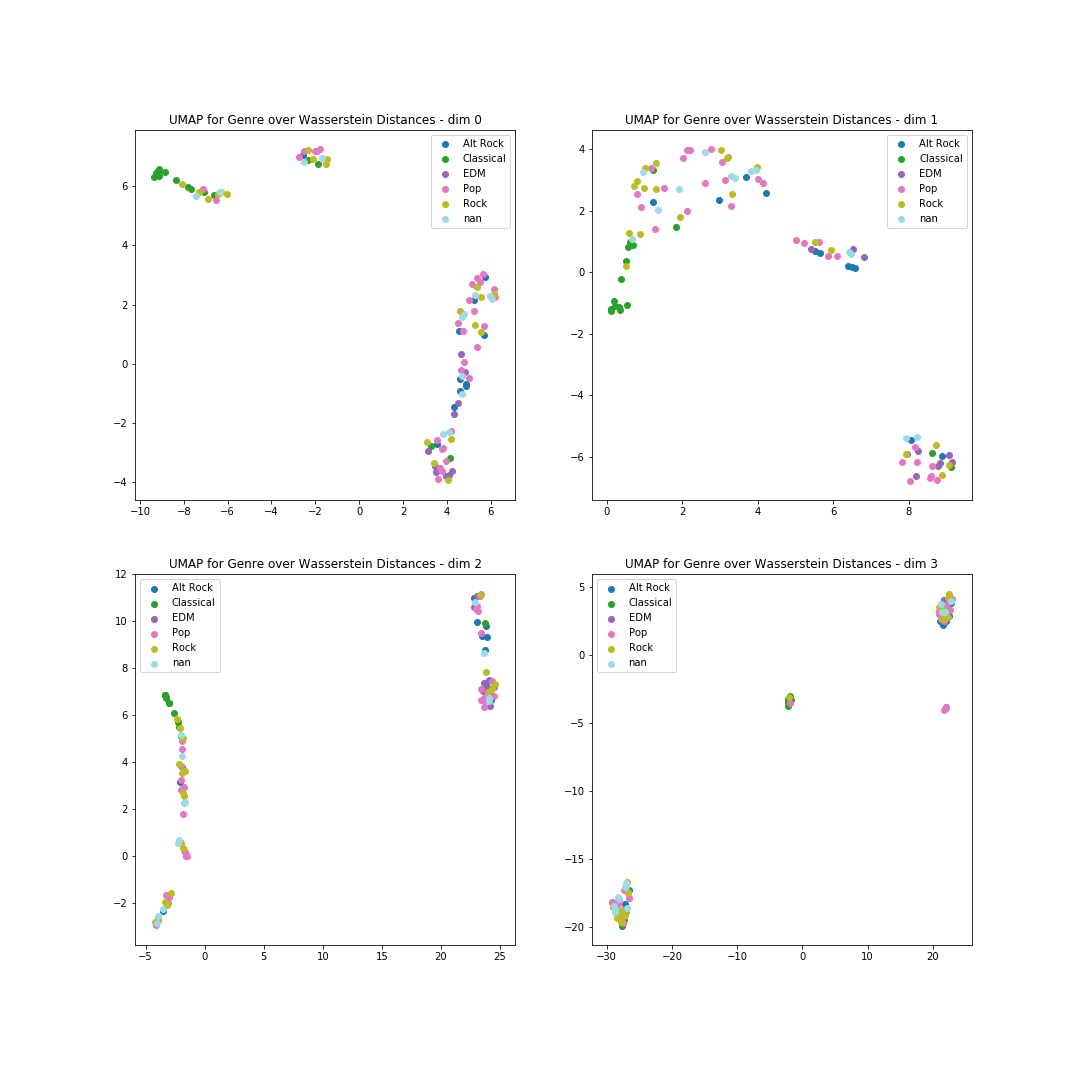 UMAP for Genre over Wasserstein Distances - dim 0
Alt Rock
Classical
EDM
Pop
Rock
nan
6
4
2
0
−2
−4
−10 −8 −6 −4 −2 0 2 4 6
UMAP for Genre over Wasserstein Distances - dim 1
Alt Rock
Classical
EDM
Pop
Rock
nan
4
2
0
−2
−4
−6
0 2 4 6 8
UMAP for Genre over Wasserstein Distances - dim 2
Alt Rock
Classical
EDM
Pop
Rock
nan
12
10
8
6
4
2
0
−2
−5 0 5 10 15 20 25
UMAP for Genre over Wasserstein Distances - dim 3
Alt Rock
Classical
EDM
Pop
Rock
nan
5
0
−5
−10
−15
−20
−30 −20 −10 0 10 20